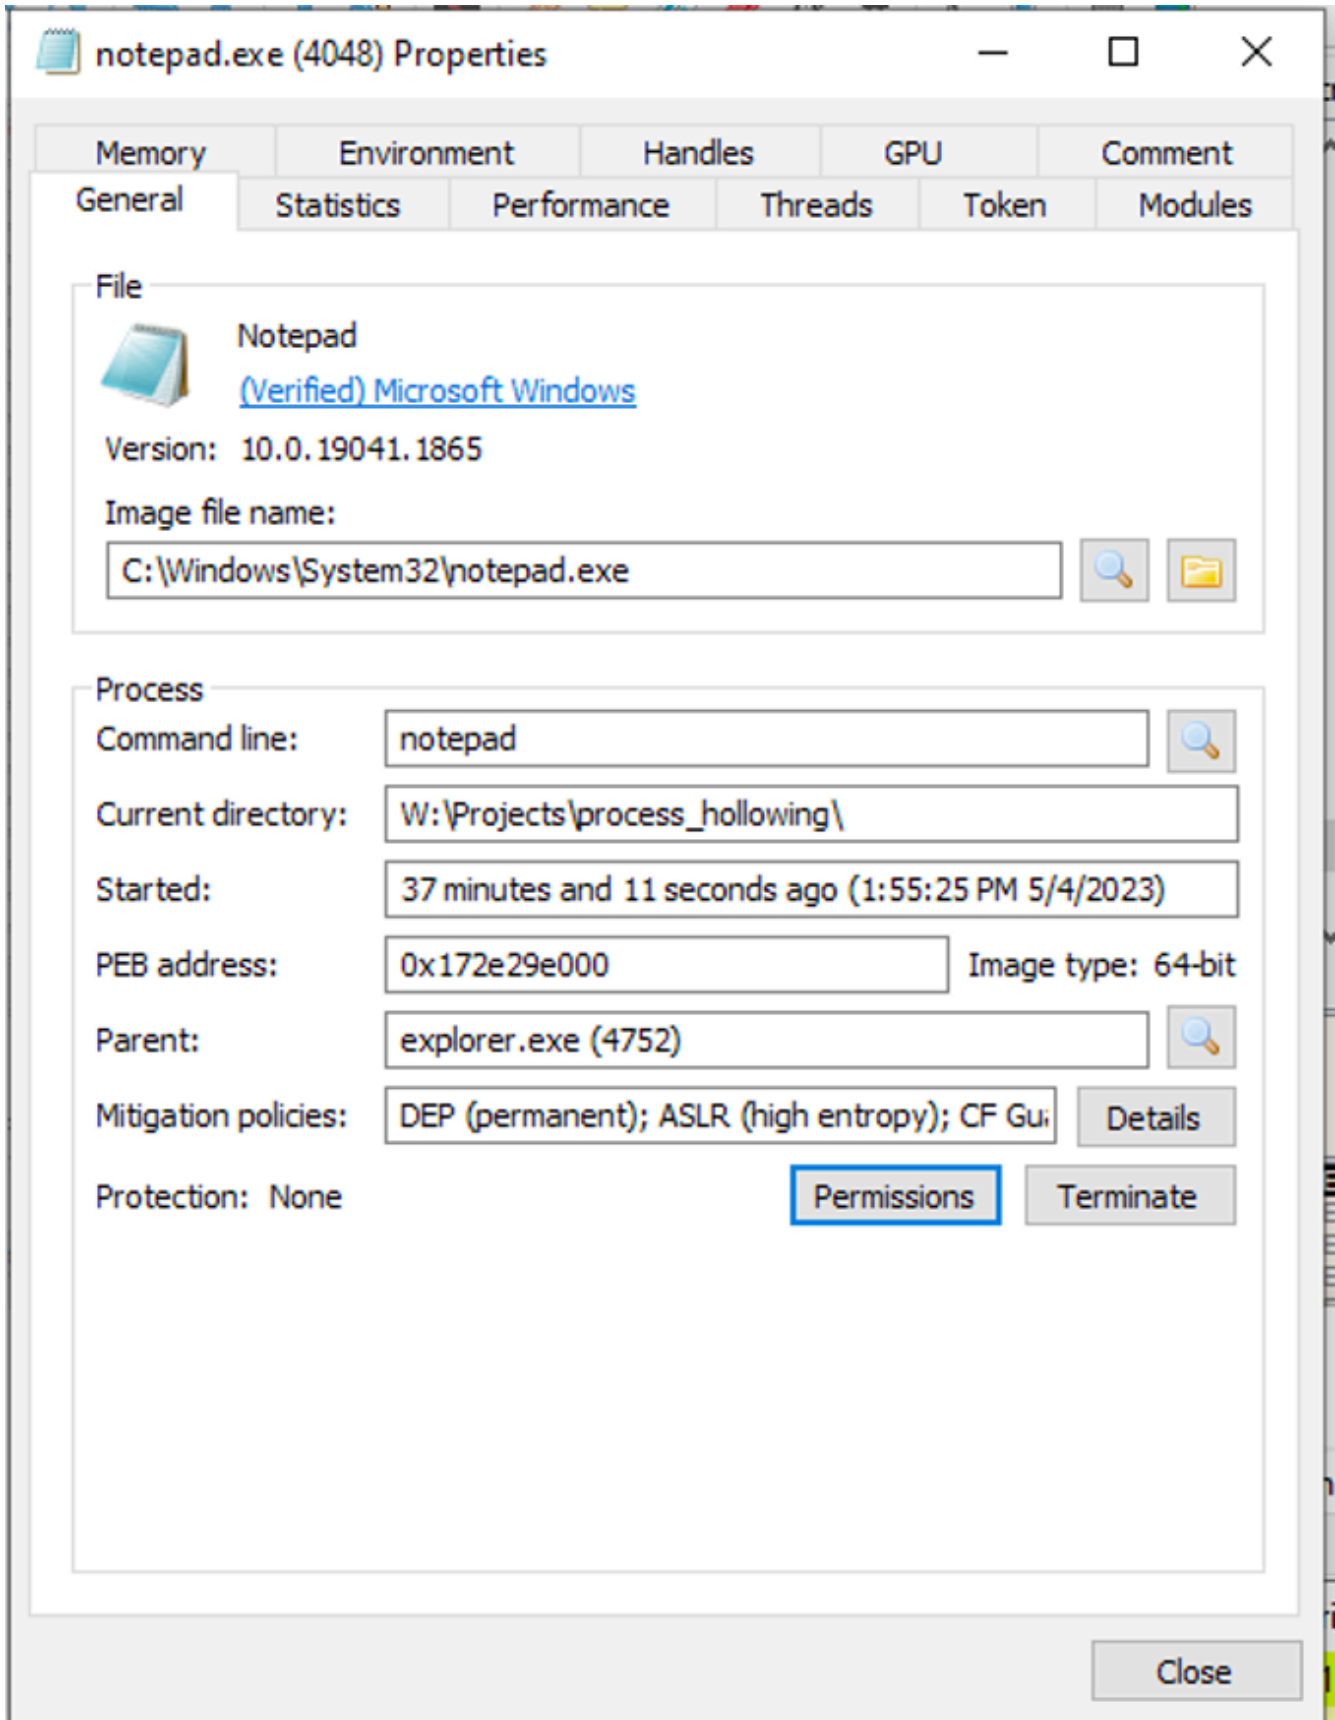 notepad.exe (4048) Properties
Memory Environment Handles GPU Comment
General Statistics Performance Threads Token Modules
File
Notepad
(Verified) Microsoft Windows
Version: 10.0.19041.1865
Image file name:
C:\Windows\System32\notepad.exe
Process
Command line: notepad
Current directory: W:\Projects\process_hollowing\
Started: 37 minutes and 11 seconds ago (1:55:25 PM 5/4/2023)
PEB address: 0x172e29e000 Image type: 64-bit
Parent: explorer.exe (4752)
Mitigation policies: DEP (permanent); ASLR (high entropy); CF Details
Protection: None Permissions Terminate
Close